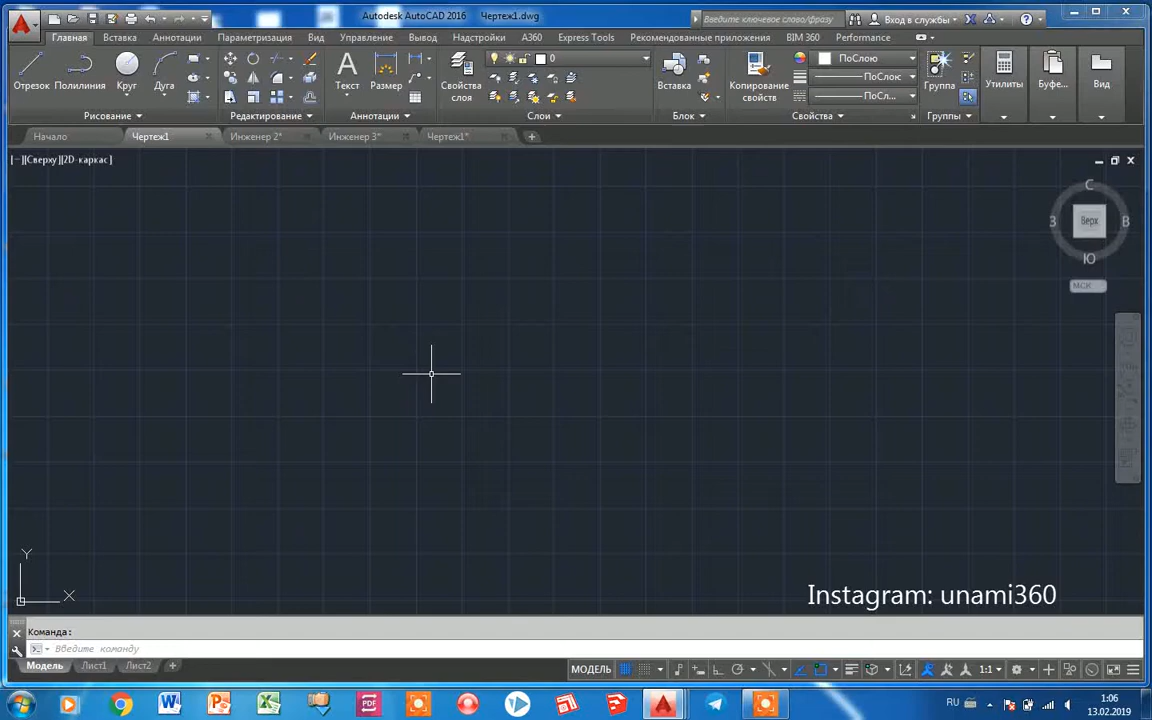 Autodesk AutoCAD 2016 Чертеж1.dwg
Введите ключевое слово/фразу
Вход в службы
Главная Вставка Аннотации Параметризация Вид Управление Вывод Надстройки A360 Express Tools Рекомендованные приложения BIM 360 Performance
0
ПоСлою
ПоСлою
ПоСл...
Отрезок Полилиния Круг Дуга
Текст Размер
Свойства слоя
Вставка
Копирование свойств
Группа
Утилиты
Буфе...
Вид
Рисование Редактирование Аннотации Слои Блок Свойства Группы
Начало Чертеж1 Инженер 2* Инженер 3* Чертеж1*
[−][Сверху][2D-каркас]
С
З Верх В
Ю
МСК
Y
X
Instagram: unami360
Команда:
Введите команду
Модель Лист1 Лист2
МОДЕЛЬ
1:1
RU
1:06
13.02.2019
PDF